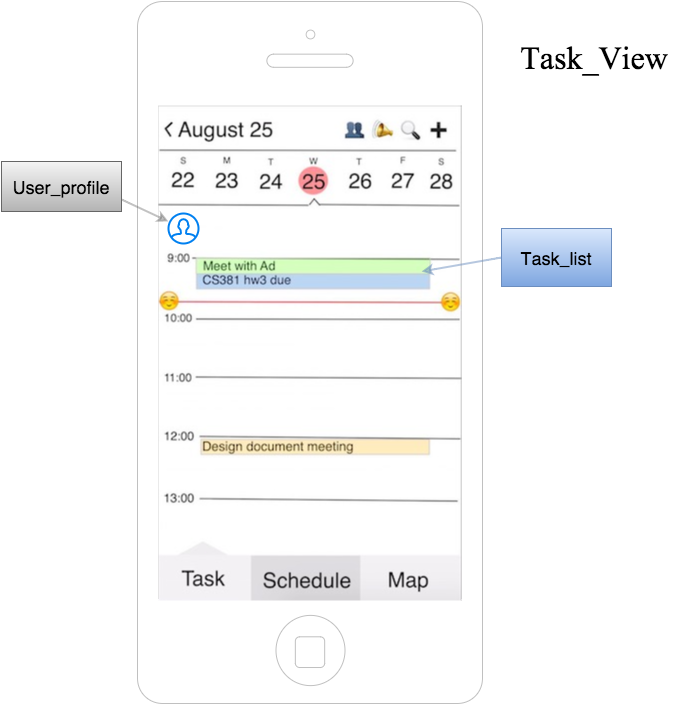 Task_View
August 25
S M T W T F S
22 23 24 25 26 27 28
User_profile
9:00
Meet with Ad
CS381 hw3 due
Task_list
10:00
11:00
12:00
Design document meeting
13:00
Task Schedule Map